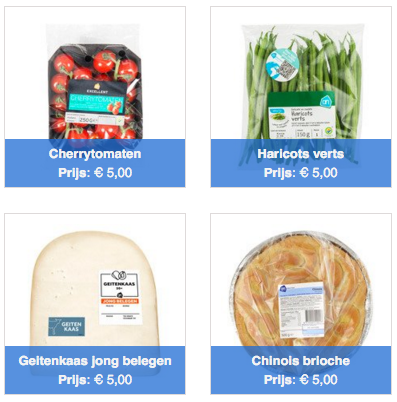 EXCELLENT
CHERRYTOMATEN
250 g
Cherrytomaten
Prijs: € 5,00
Haricots
verts
150 g
Haricots verts
Prijs: € 5,00
GEITENKAAS
JONG BELEGEN
GEITEN
KAAS
Geitenkaas jong belegen
Prijs: € 5,00
Chinois brioche
Prijs: € 5,00